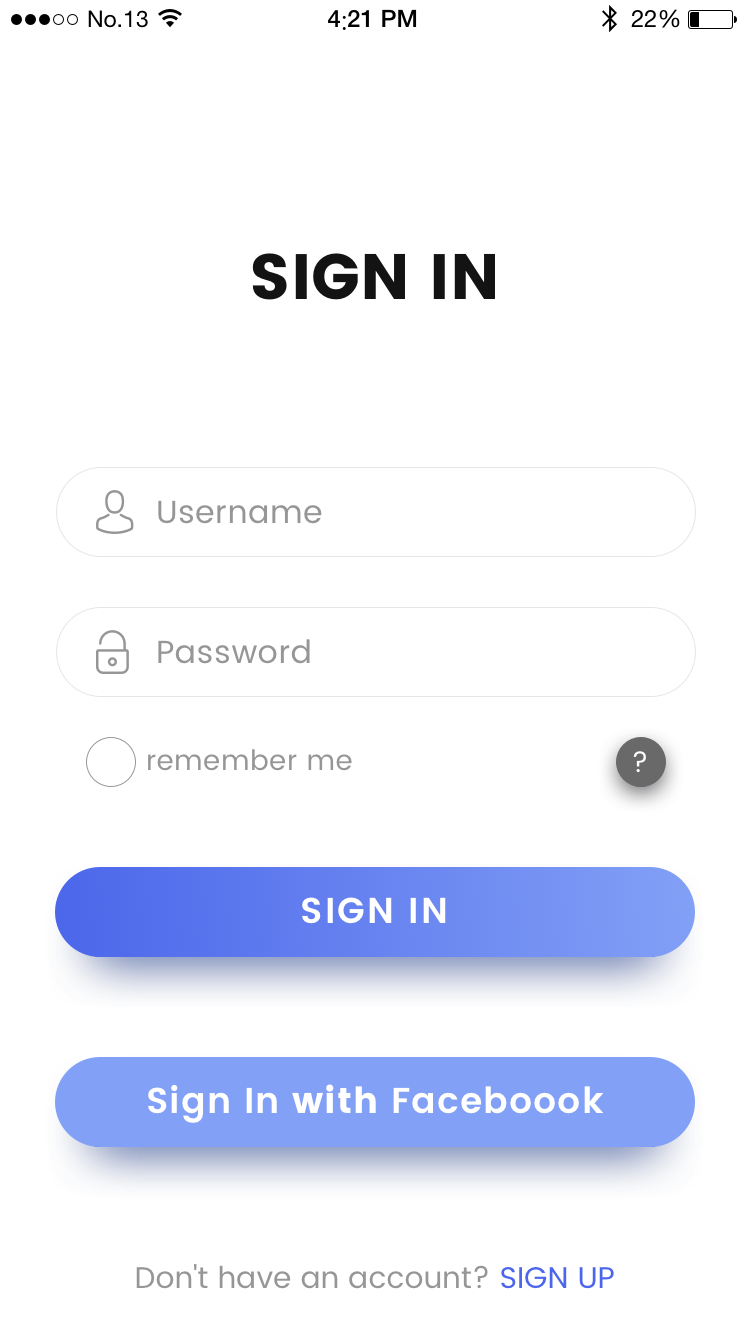 No.13 4:21 PM 22%
SIGN IN
Username
Password
remember me ?
SIGN IN
Sign In with Faceboook
Don't have an account? SIGN UP